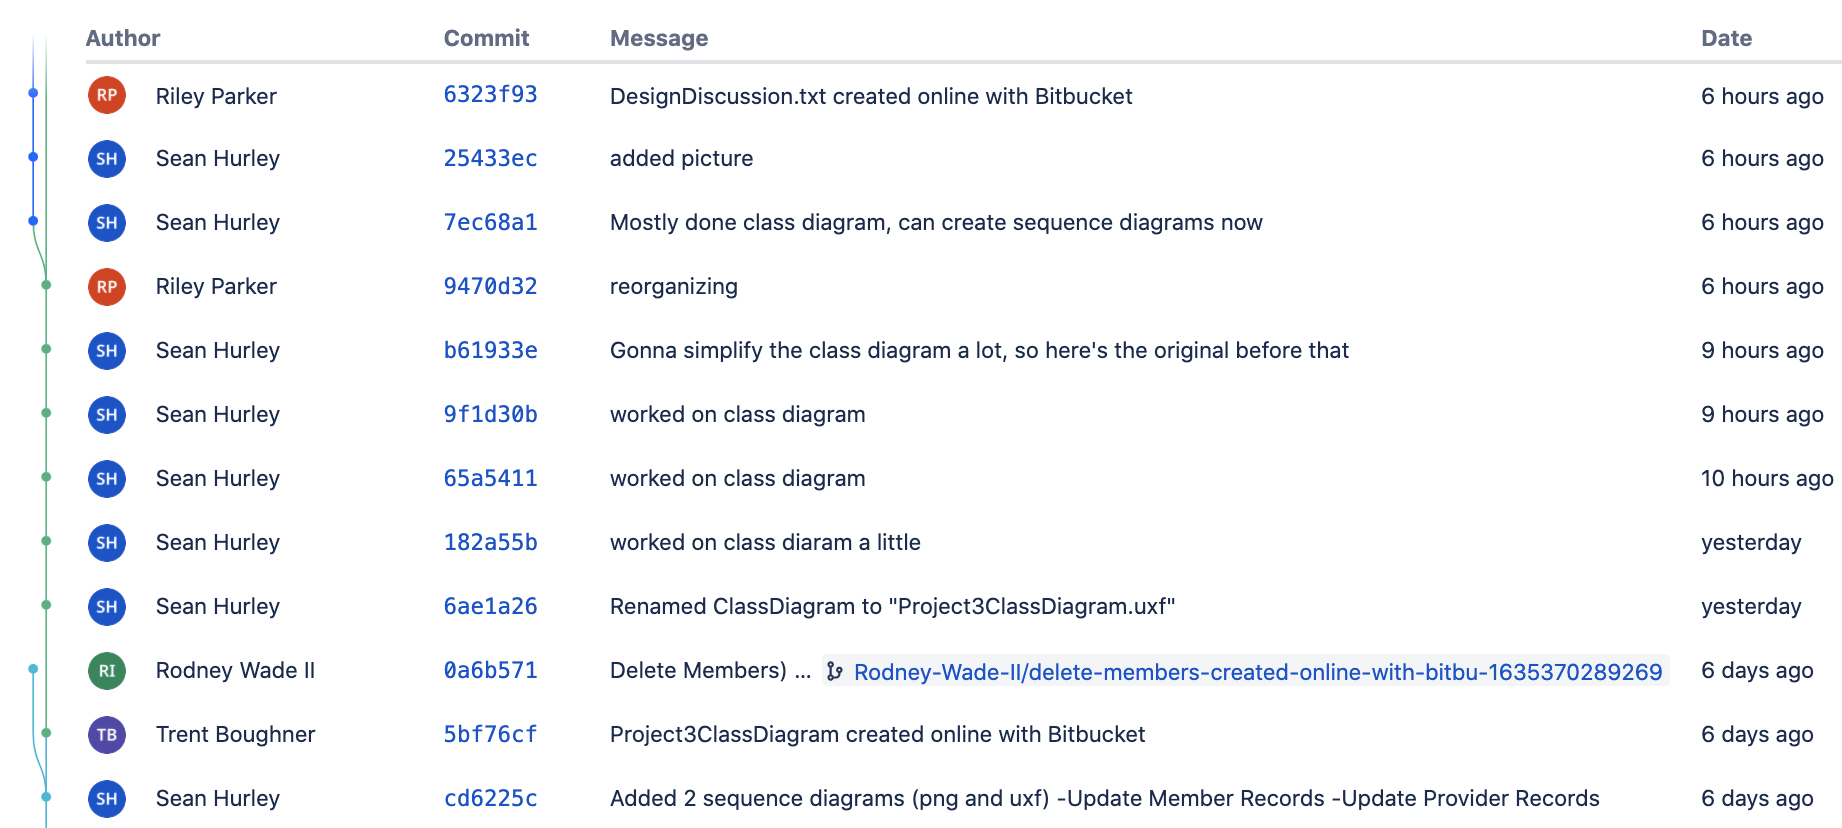 Author Commit Message Date
RP Riley Parker 6323f93 DesignDiscussion.txt created online with Bitbucket 6 hours ago
SH Sean Hurley 25433ec added picture 6 hours ago
SH Sean Hurley 7ec68a1 Mostly done class diagram, can create sequence diagrams now 6 hours ago
RP Riley Parker 9470d32 reorganizing 6 hours ago
SH Sean Hurley b61933e Gonna simplify the class diagram a lot, so here's the original before that 9 hours ago
SH Sean Hurley 9f1d30b worked on class diagram 9 hours ago
SH Sean Hurley 65a5411 worked on class diagram 10 hours ago
SH Sean Hurley 182a55b worked on class diaram a little yesterday
SH Sean Hurley 6ae1a26 Renamed ClassDiagram to "Project3ClassDiagram.uxf" yesterday
RI Rodney Wade II 0a6b571 Delete Members) ... Rodney-Wade-II/delete-members-created-online-with-bitbu-1635370289269 6 days ago
TB Trent Boughner 5bf76cf Project3ClassDiagram created online with Bitbucket 6 days ago
SH Sean Hurley cd6225c Added 2 sequence diagrams (png and uxf) -Update Member Records -Update Provider Records 6 days ago